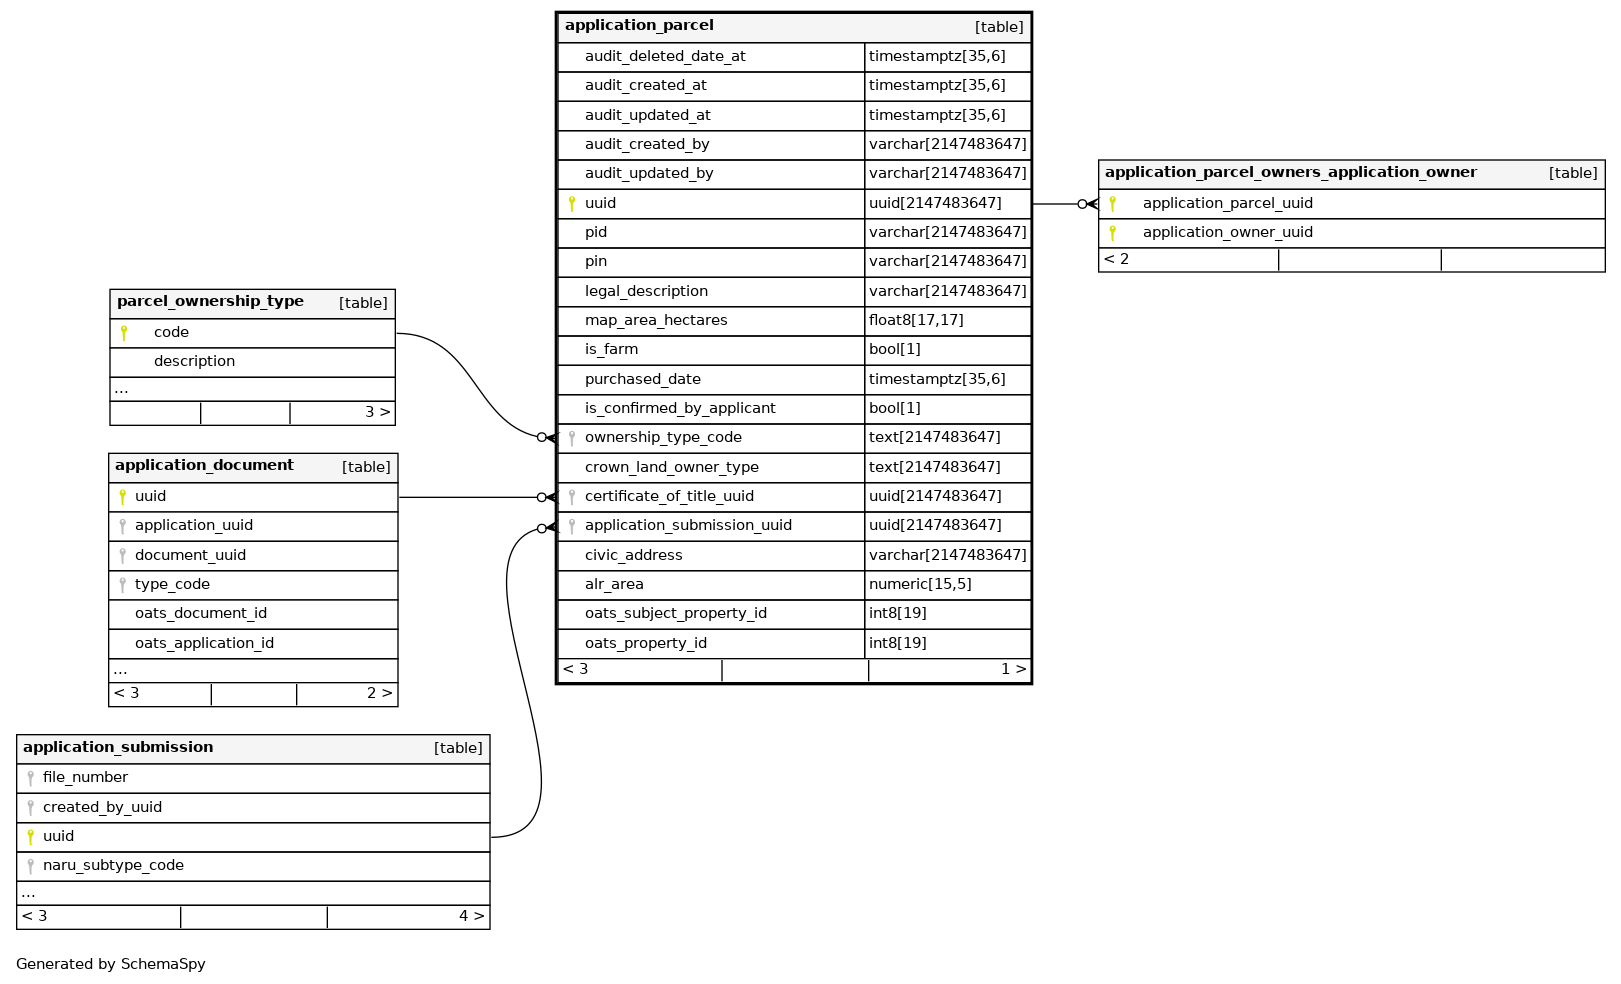 application_parcel [table]
audit_deleted_date_at timestamptz[35,6]
audit_created_at timestamptz[35,6]
audit_updated_at timestamptz[35,6]
audit_created_by varchar[2147483647]
audit_updated_by varchar[2147483647]
uuid uuid[2147483647]
pid varchar[2147483647]
pin varchar[2147483647]
legal_description varchar[2147483647]
map_area_hectares float8[17,17]
is_farm bool[1]
purchased_date timestamptz[35,6]
is_confirmed_by_applicant bool[1]
ownership_type_code text[2147483647]
crown_land_owner_type text[2147483647]
certificate_of_title_uuid uuid[2147483647]
application_submission_uuid uuid[2147483647]
civic_address varchar[2147483647]
alr_area numeric[15,5]
oats_subject_property_id int8[19]
oats_property_id int8[19]
< 3 1 >
application_parcel_owners_application_owner [table]
application_parcel_uuid
application_owner_uuid
< 2
parcel_ownership_type [table]
code
description
...
3 >
application_document [table]
uuid
application_uuid
document_uuid
type_code
oats_document_id
oats_application_id
...
< 3 2 >
application_submission [table]
file_number
created_by_uuid
uuid
naru_subtype_code
...
< 3 4 >
Generated by SchemaSpy